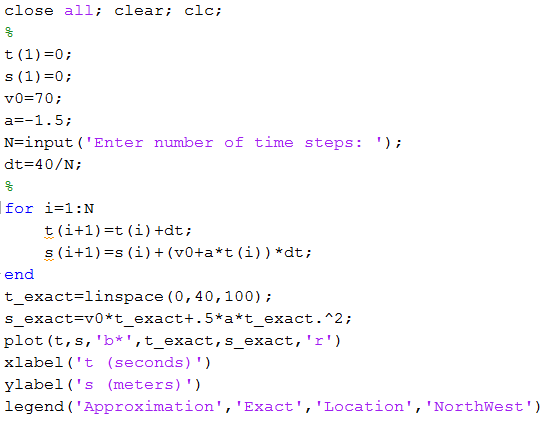 close all; clear; clc;
%
t(1)=0;
s(1)=0;
v0=70;
a=-1.5;
N=input('Enter number of time steps: ');
dt=40/N;
%
for i=1:N
    t(i+1)=t(i)+dt;
    s(i+1)=s(i)+(v0+a*t(i))*dt;
end
t_exact=linspace(0,40,100);
s_exact=v0*t_exact+.5*a*t_exact.^2;
plot(t,s,'b*',t_exact,s_exact,'r')
xlabel('t (seconds)')
ylabel('s (meters)')
legend('Approximation','Exact','Location','NorthWest')